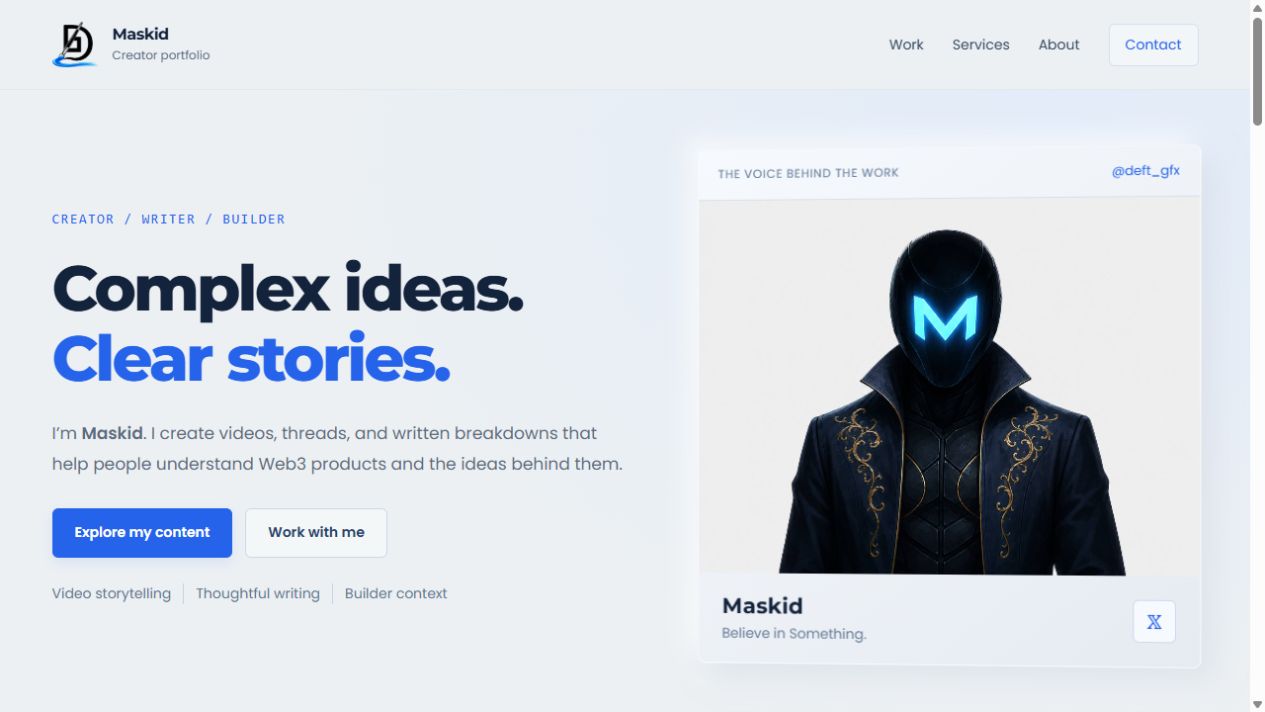 Maskid
Creator portfolio
Work
Services
About
Contact
CREATOR / WRITER / BUILDER
Complex ideas.
Clear stories.
I'm Maskid. I create videos, threads, and written breakdowns that
help people understand Web3 products and the ideas behind them.
Explore my content
Work with me
Video storytelling
Thoughtful writing
Builder context
THE VOICE BEHIND THE WORK
@deft_gfx
M
Maskid
Believe in Something.
𝕏